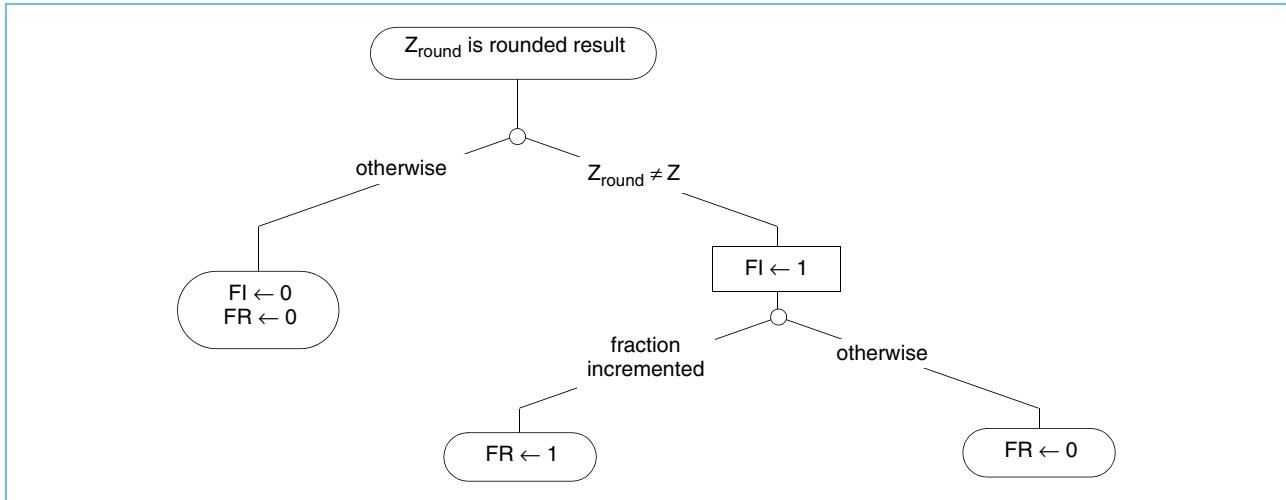 Zround is rounded result
otherwise
Zround ≠ Z
FI ← 0
FR ← 0
FI ← 1
fraction
incremented
otherwise
FR ← 1
FR ← 0